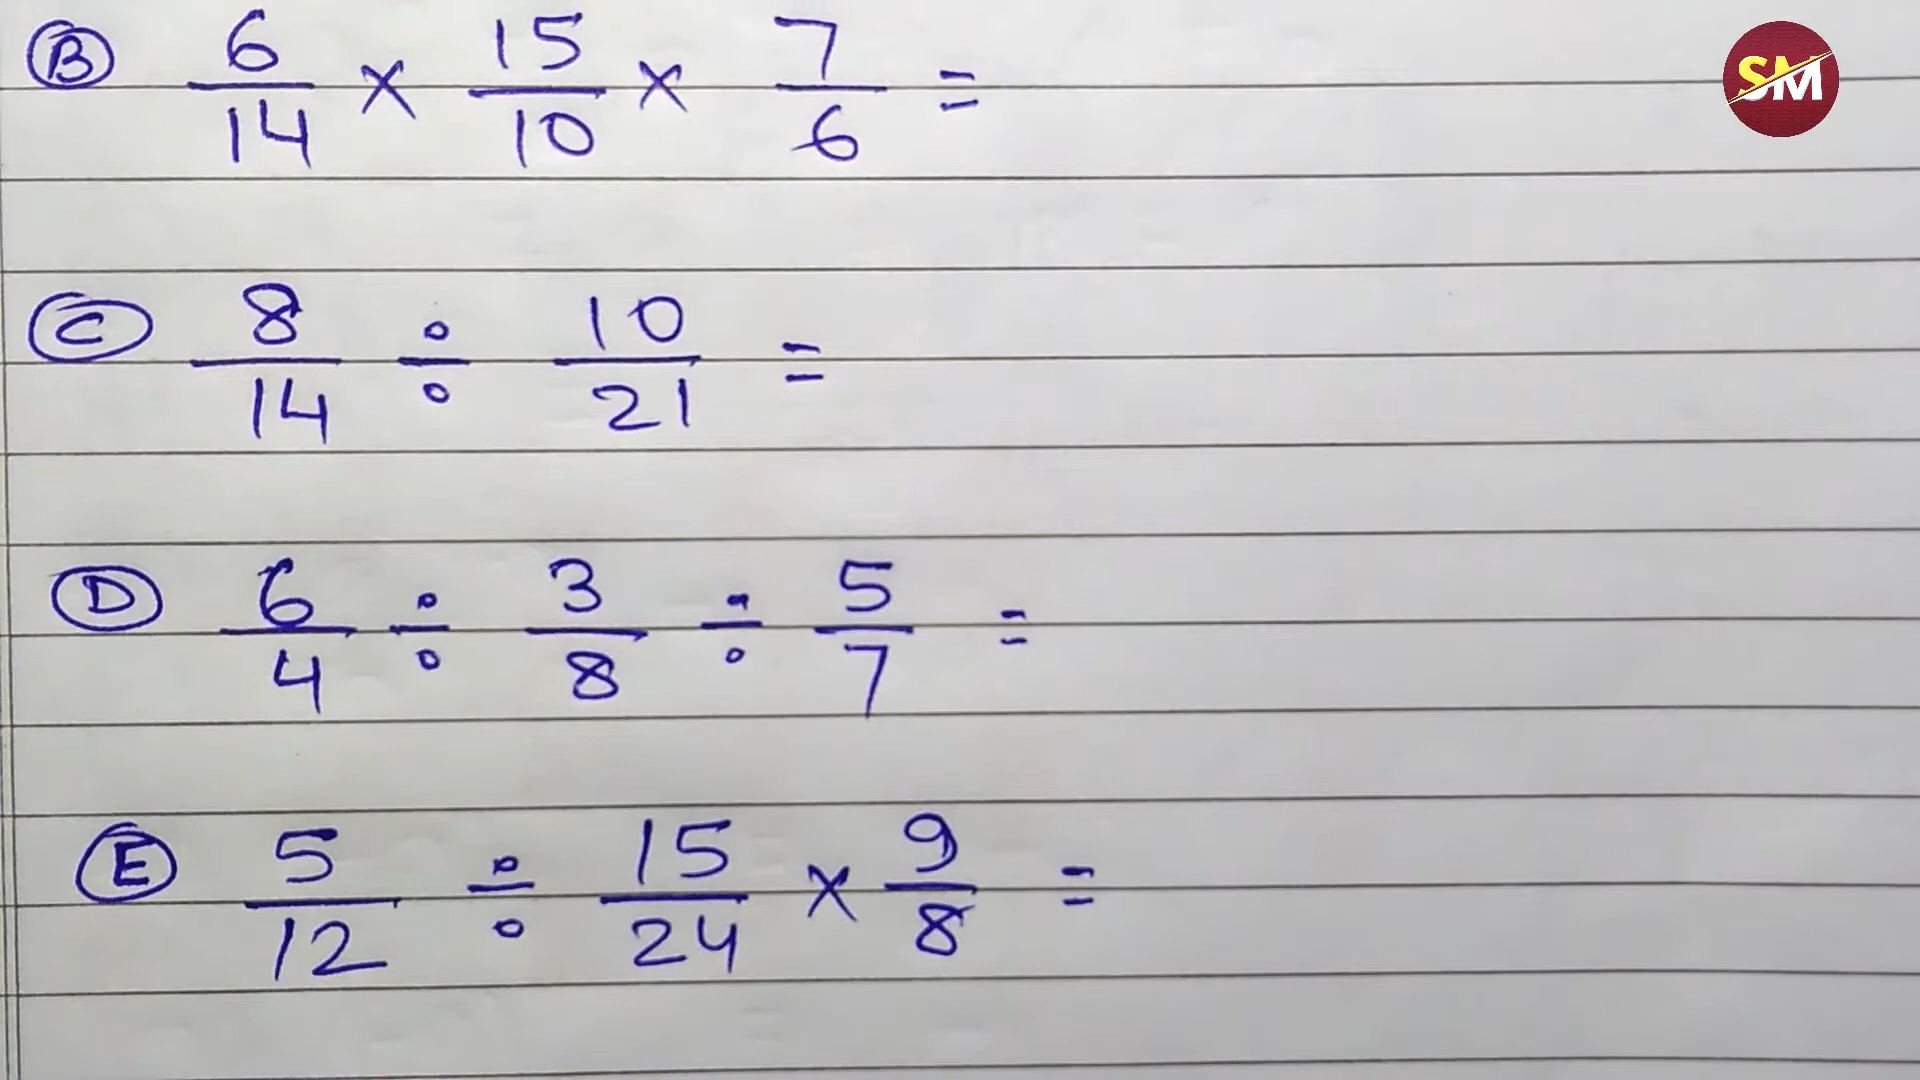 B 6/14 × 15/10 × 7/6 =
SM
C 8/14 ÷ 10/21 =
D 6/4 ÷ 3/8 ÷ 5/7 =
E 5/12 ÷ 15/24 × 9/8 =